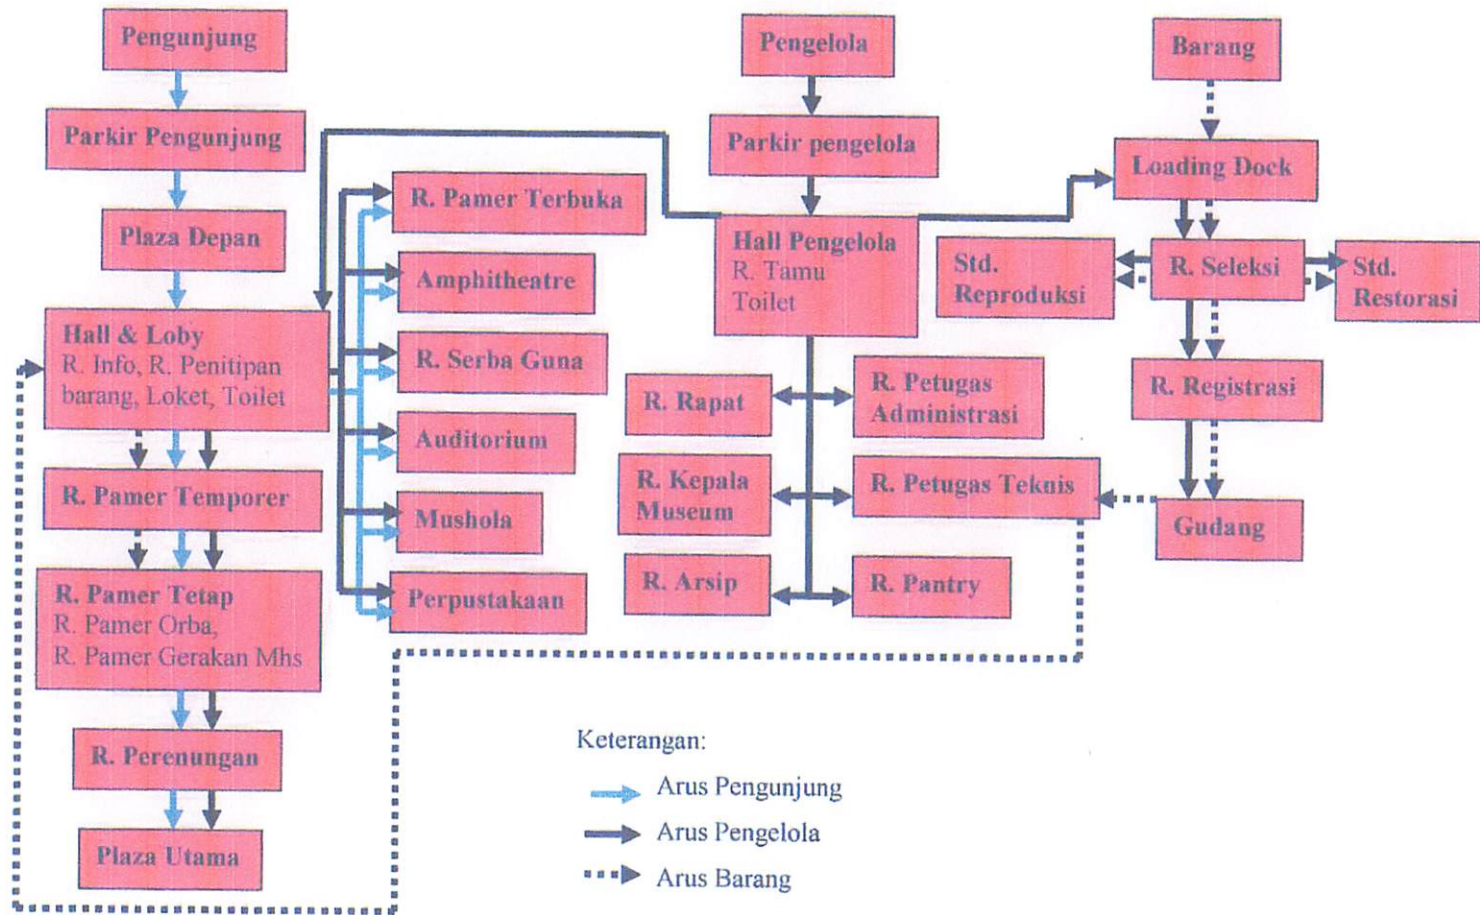 Pengunjung
Parkir Pengunjung
Plaza Depan
Hall & Loby
R. Info, R. Penitipan
barang, Loket, Toilet
R. Pamer Temporer
R. Pamer Tetap
R. Pamer Orba,
R. Pamer Gerakan Mhs
R. Perenungan
Plaza Utama
R. Pamer Terbuka
Amphitheatre
R. Serba Guna
Auditorium
Mushola
Perpustakaan
Pengelola
Parkir pengelola
Hall Pengelola
R. Tamu
Toilet
R. Rapat
R. Petugas
Administrasi
R. Kepala
Museum
R. Petugas Teknis
R. Arsip
R. Pantry
Barang
Loading Dock
Std.
Reproduksi
R. Seleksi
Std.
Restorasi
R. Registrasi
Gudang
Keterangan:
Arus Pengunjung
Arus Pengelola
Arus Barang